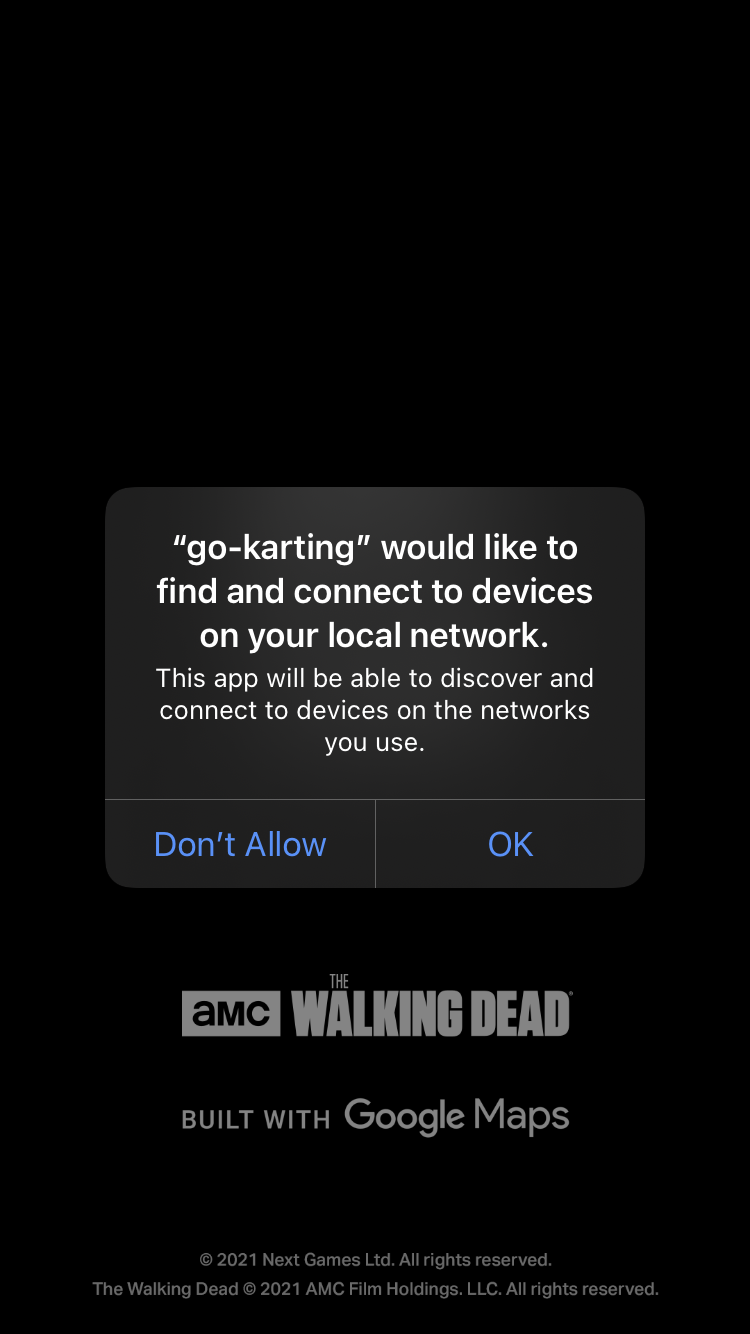 “go-karting” would like to
find and connect to devices
on your local network.
This app will be able to discover and
connect to devices on the networks
you use.
Don’t Allow
OK
THE
aMC WALKING DEAD
BUILT WITH Google Maps
© 2021 Next Games Ltd. All rights reserved.
The Walking Dead © 2021 AMC Film Holdings. LLC. All rights reserved.